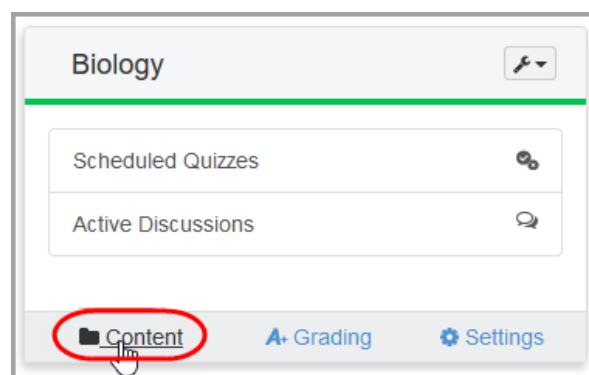 Biology
Scheduled Quizzes
Active Discussions
Content A+ Grading Settings